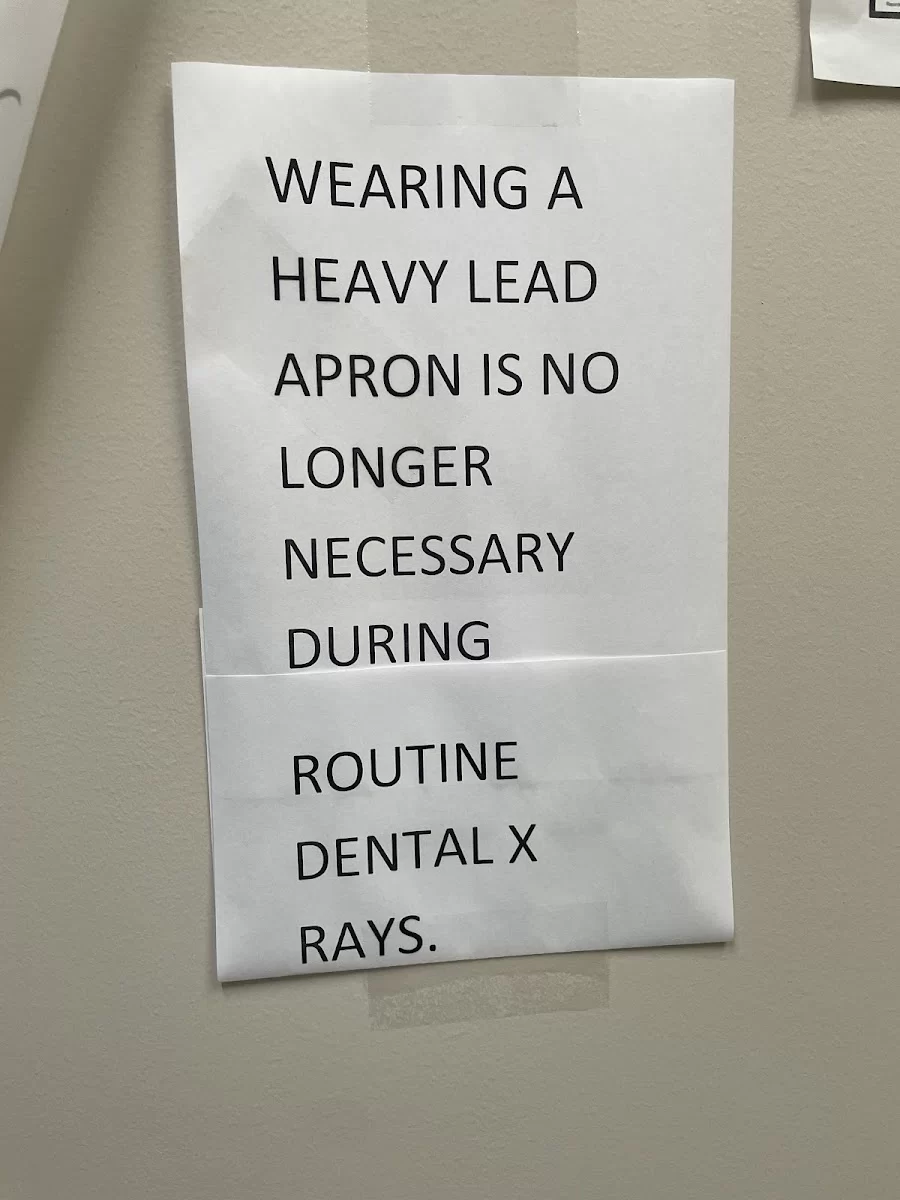 WEARING A
HEAVY LEAD
APRON IS NO
LONGER
NECESSARY
DURING
ROUTINE
DENTAL X
RAYS.